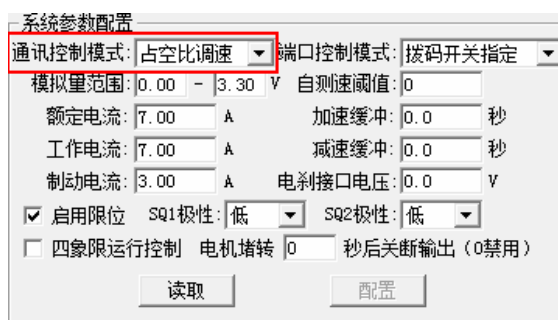 系统参数配置
通讯控制模式: 占空比调速 端口控制模式: 拨码开关指定
模拟量范围: 0.00 - 3.30 V 自测速阈值: 0
额定电流: 7.00 A 加速缓冲: 0.0 秒
工作电流: 7.00 A 减速缓冲: 0.0 秒
制动电流: 3.00 A 电刹接口电压: 0.0 V
启用限位 SQ1极性: 低 SQ2极性: 低
四象限运行控制 电机堵转 0 秒后关断输出（0禁用）
读取 配置